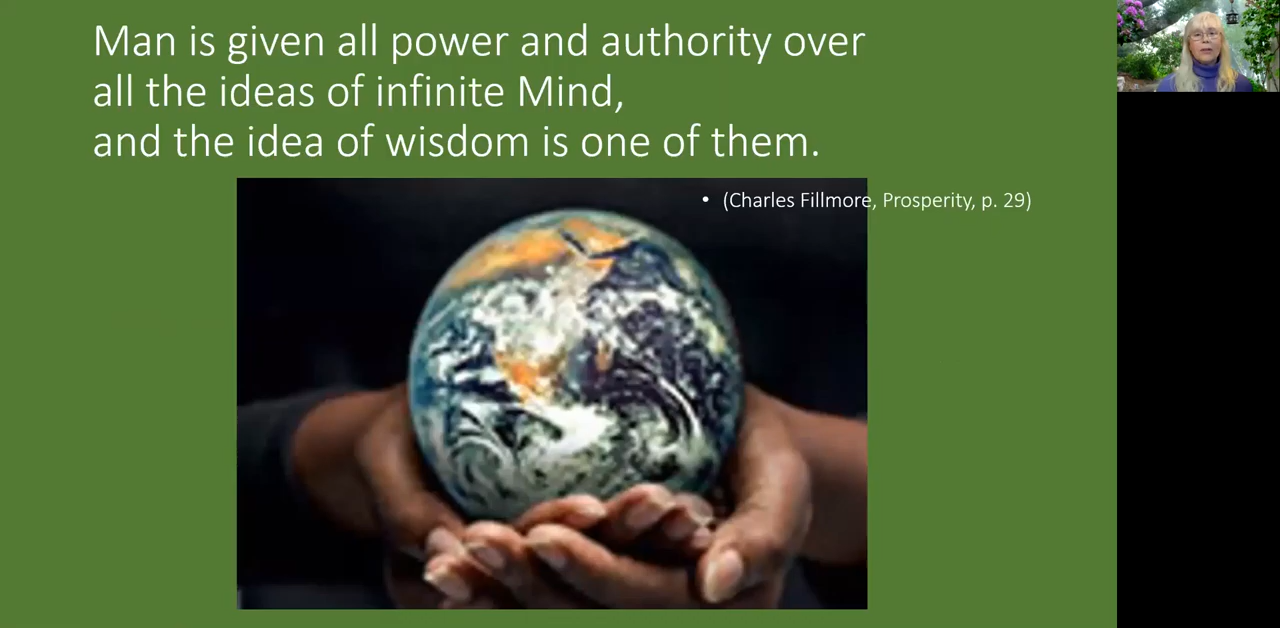 Man is given all power and authority over
all the ideas of infinite Mind,
and the idea of wisdom is one of them.
• (Charles Fillmore, Prosperity, p. 29)